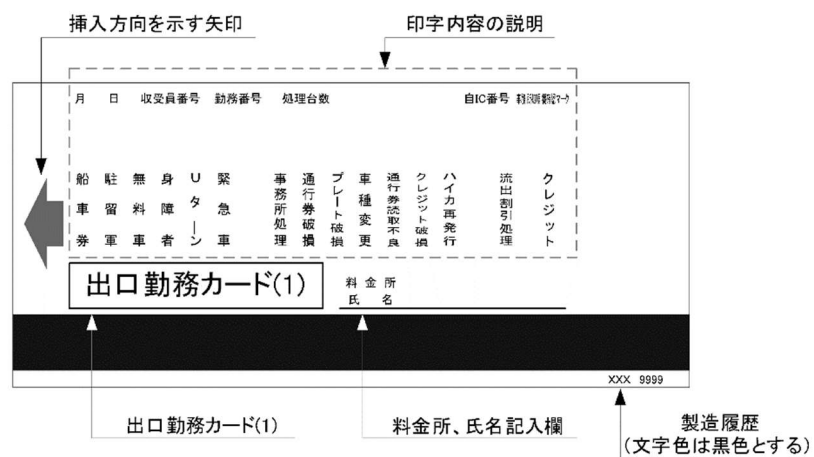 挿入方向を示す矢印
印字内容の説明
月 日 収受員番号 勤務番号 処理台数 自IC番号
船車券
駐留軍
無料車
身障者
Uターン
緊急車
事務所処理
通行券破損
プレート破損
車種変更
通行券読取不良
クレジット破損
ハイカ再発行
流出割引処理
クレジット
出口勤務カード(1)
料金所
氏名
XXX 9999
出口勤務カード(1)
料金所、氏名記入欄
製造履歴
(文字色は黒色とする)